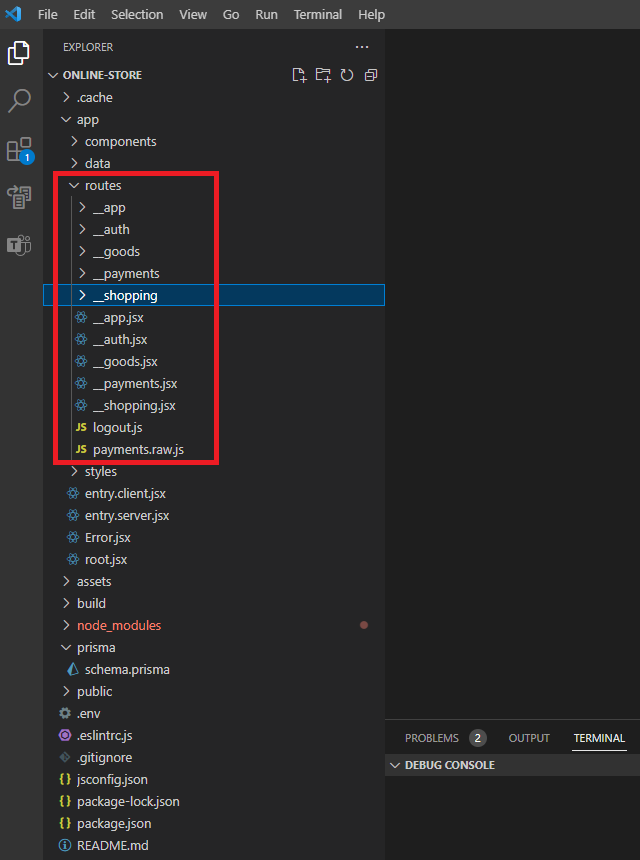 File Edit Selection View Go Run Terminal Help
EXPLORER ...
ONLINE-STORE
.cache
app
components
data
routes
__app
__auth
__goods
__payments
__shopping
__app.jsx
__auth.jsx
__goods.jsx
__payments.jsx
__shopping.jsx
JS logout.js
JS payments.raw.js
styles
entry.client.jsx
entry.server.jsx
Error.jsx
root.jsx
assets
build
node_modules
prisma
schema.prisma
public
.env
.eslintrc.js
.gitignore
{} jsconfig.json
{} package-lock.json
{} package.json
README.md
1
PROBLEMS 2 OUTPUT TERMINAL
DEBUG CONSOLE